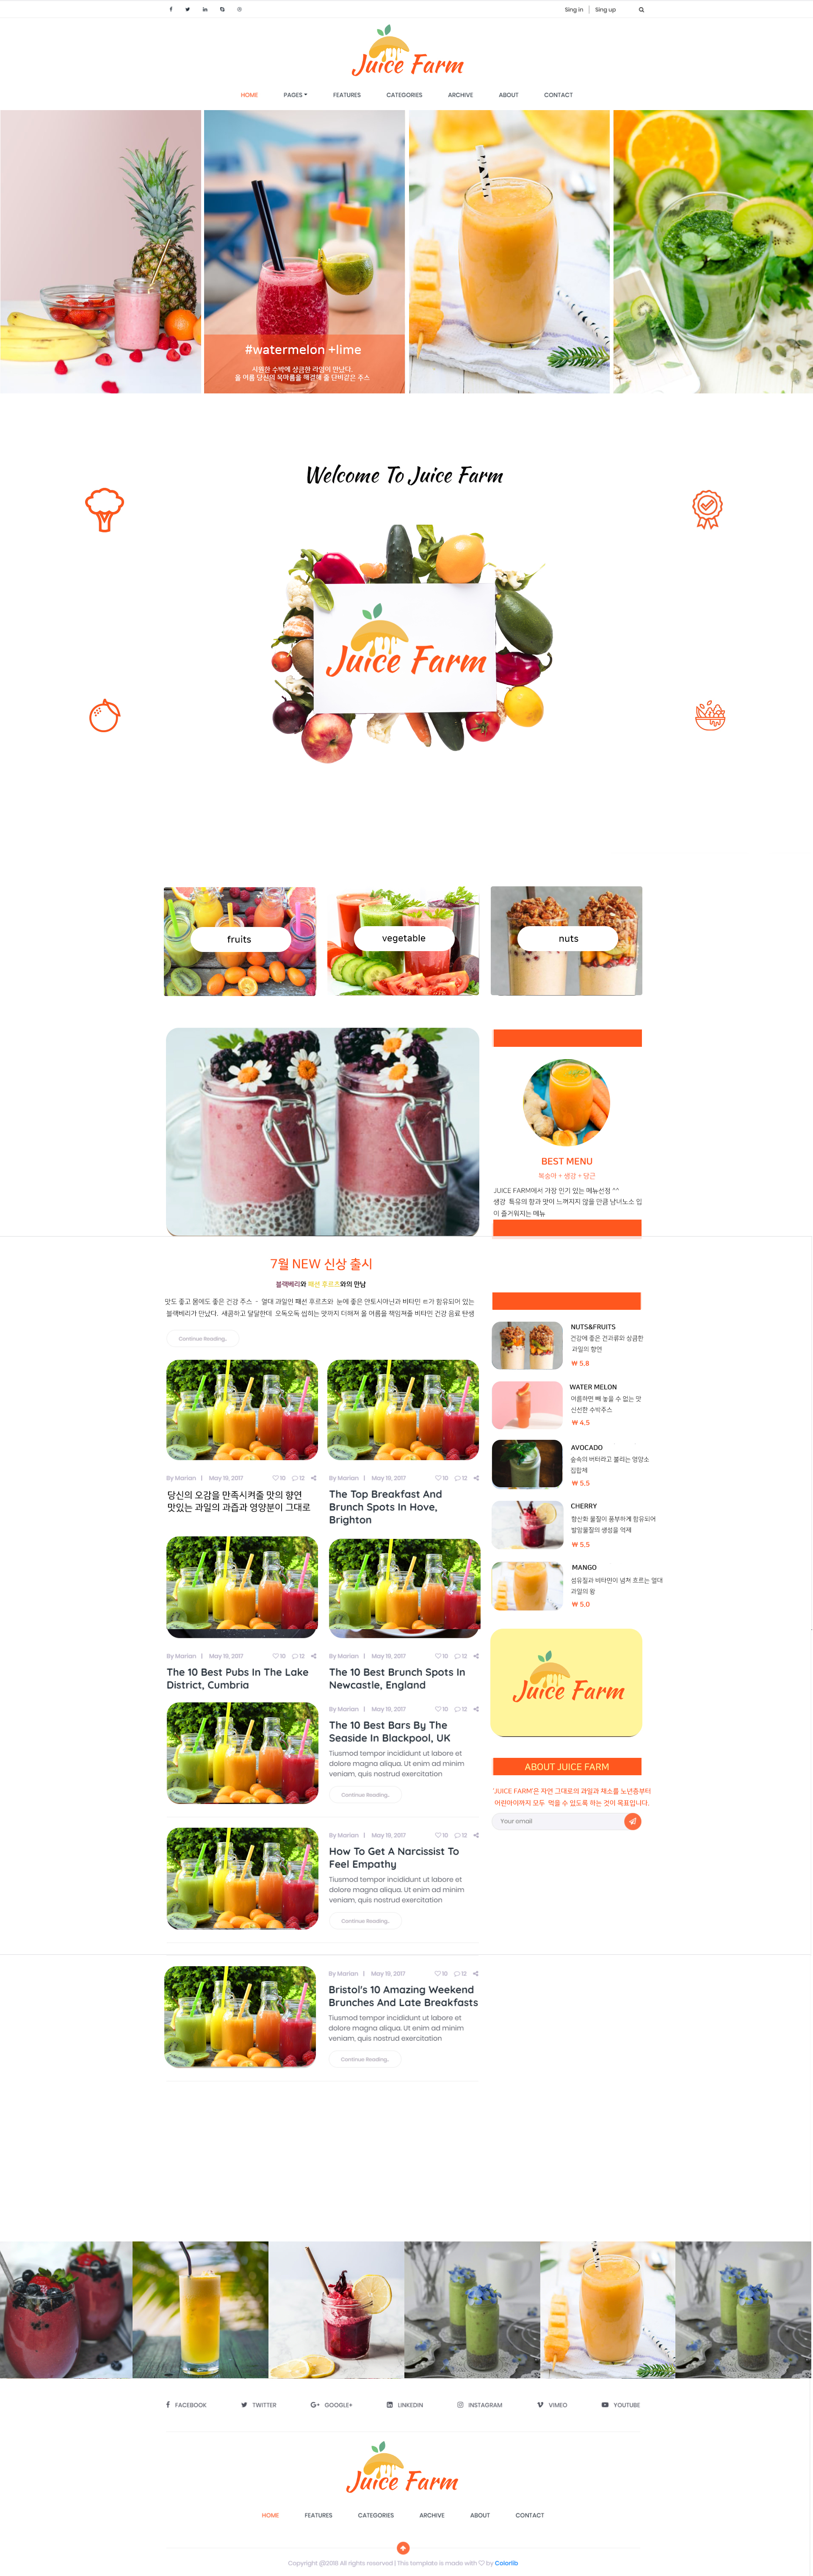 Sing in | Sing up
Juice Farm
HOME PAGES FEATURES CATEGORIES ARCHIVE ABOUT CONTACT
#watermelon +lime
시원한 수박에 상큼한 라임이 만났다.
올 여름 당신의 목마름을 해결해 줄 단비같은 주스
Welcome To Juice Farm
Juice Farm
fruits
vegetable
nuts
BEST MENU
복숭아 + 생강 + 당근
JUICE FARM에서 가장 인기 있는 메뉴선정 ^^
생강 특유의 향과 맛이 느껴지지 않을 만큼 남녀노소 입
이 즐거워지는 메뉴
7월 NEW 신상 출시
블랙베리와 패션 후르츠와의 만남
맛도 좋고 몸에도 좋은 건강 주스 - 열대 과일인 패션 후르츠와 눈에 좋은 안토시아닌과 비타민 ㅌ가 함유되어 있는
블랙베리가 만났다. 새콤하고 달달한데 오독오독 씹히는 맛까지 더해져 올 여름을 책임져줄 비타민 건강 음료 탄생
Continue Reading..
By Marian | May 19, 2017 10 12
당신의 오감을 만족시켜줄 맛의 향연
맛있는 과일의 과즙과 영양분이 그대로
By Marian | May 19, 2017 10 12
The Top Breakfast And
Brunch Spots In Hove,
Brighton
By Marian | May 19, 2017 10 12
The 10 Best Pubs In The Lake
District, Cumbria
By Marian | May 19, 2017 10 12
The 10 Best Brunch Spots In
Newcastle, England
By Marian | May 19, 2017 10 12
The 10 Best Bars By The
Seaside In Blackpool, UK
Tiusmod tempor incididunt ut labore et
dolore magna aliqua. Ut enim ad minim
veniam, quis nostrud exercitation
Continue Reading..
By Marian | May 19, 2017 10 12
How To Get A Narcissist To
Feel Empathy
Tiusmod tempor incididunt ut labore et
dolore magna aliqua. Ut enim ad minim
veniam, quis nostrud exercitation
Continue Reading..
By Marian | May 19, 2017 10 12
Bristol's 10 Amazing Weekend
Brunches And Late Breakfasts
Tiusmod tempor incididunt ut labore et
dolore magna aliqua. Ut enim ad minim
veniam, quis nostrud exercitation
Continue Reading..
NUTS&FRUITS
건강에 좋은 견과류와 상큼한
과일의 향연
₩ 5.8
WATER MELON
여름하면 빼 놓을 수 없는 맛
신선한 수박주스
₩ 4.5
AVOCADO
숲속의 버터라고 불리는 영양소
집합체
₩ 5.5
CHERRY
항산화 물질이 풍부하게 함유되어
발암물질의 생성을 억제
₩ 5.5
MANGO
섬유질과 비타민이 넘쳐 흐르는 열대
과일의 왕
₩ 5.0
Juice Farm
ABOUT JUICE FARM
'JUICE FARM'은 자연 그대로의 과일과 채소를 노년층부터
어린아이까지 모두 먹을 수 있도록 하는 것이 목표입니다.
Your email
FACEBOOK TWITTER GOOGLE+ LINKEDIN INSTAGRAM VIMEO YOUTUBE
Juice Farm
HOME FEATURES CATEGORIES ARCHIVE ABOUT CONTACT
Copyright @2018 All rights reserved | This template is made with ♡ by Colorlib